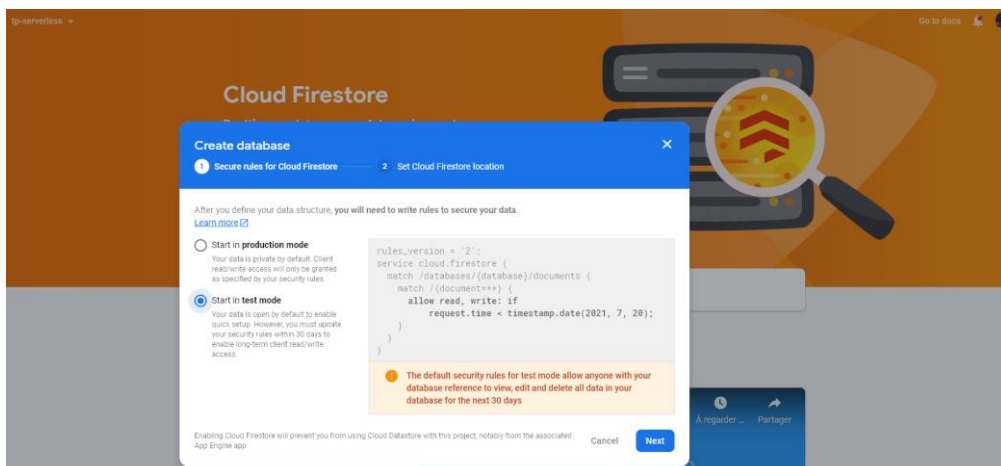 tp-serverless
Go to docs
Cloud Firestore
Create database
1 Secure rules for Cloud Firestore
2 Set Cloud Firestore location
After you define your data structure, you will need to write rules to secure your data.
Learn more
Start in production mode
Your data is private by default. Client
read/write access will only be granted
as specified by your security rules.
Start in test mode
Your data is open by default to enable
quick setup. However, you must update
your security rules within 30 days to
enable long-term client read/write
access.
rules_version = '2';
service cloud.firestore {
match /databases/{database}/documents {
match /{document=**} {
allow read, write: if
request.time < timestamp.date(2021, 7, 20);
}
}
}
! The default security rules for test mode allow anyone with your
database reference to view, edit and delete all data in your
database for the next 30 days
À regarder ...
Partager
Enabling Cloud Firestore will prevent you from using Cloud Datastore with this project, notably from the associated
App Engine app
Cancel
Next